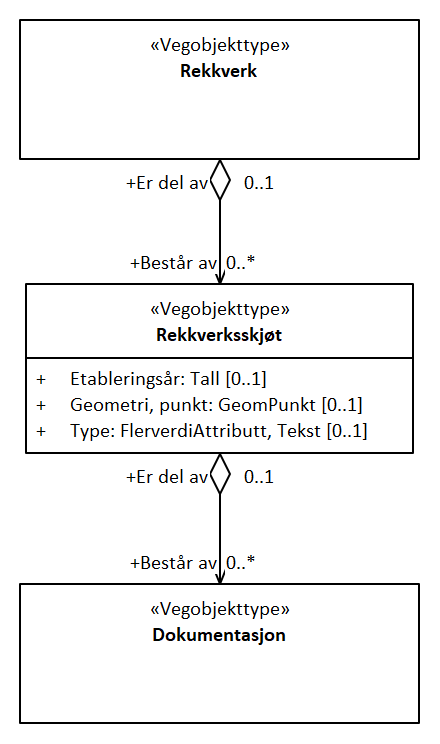 «Vegobjekttype»
Rekkverk
+Er del av 0..1
+Består av 0..*
«Vegobjekttype»
Rekkverksskjøt
+ Etableringsår: Tall [0..1]
+ Geometri, punkt: GeomPunkt [0..1]
+ Type: FlerverdiAttributt, Tekst [0..1]
+Er del av 0..1
+Består av 0..*
«Vegobjekttype»
Dokumentasjon